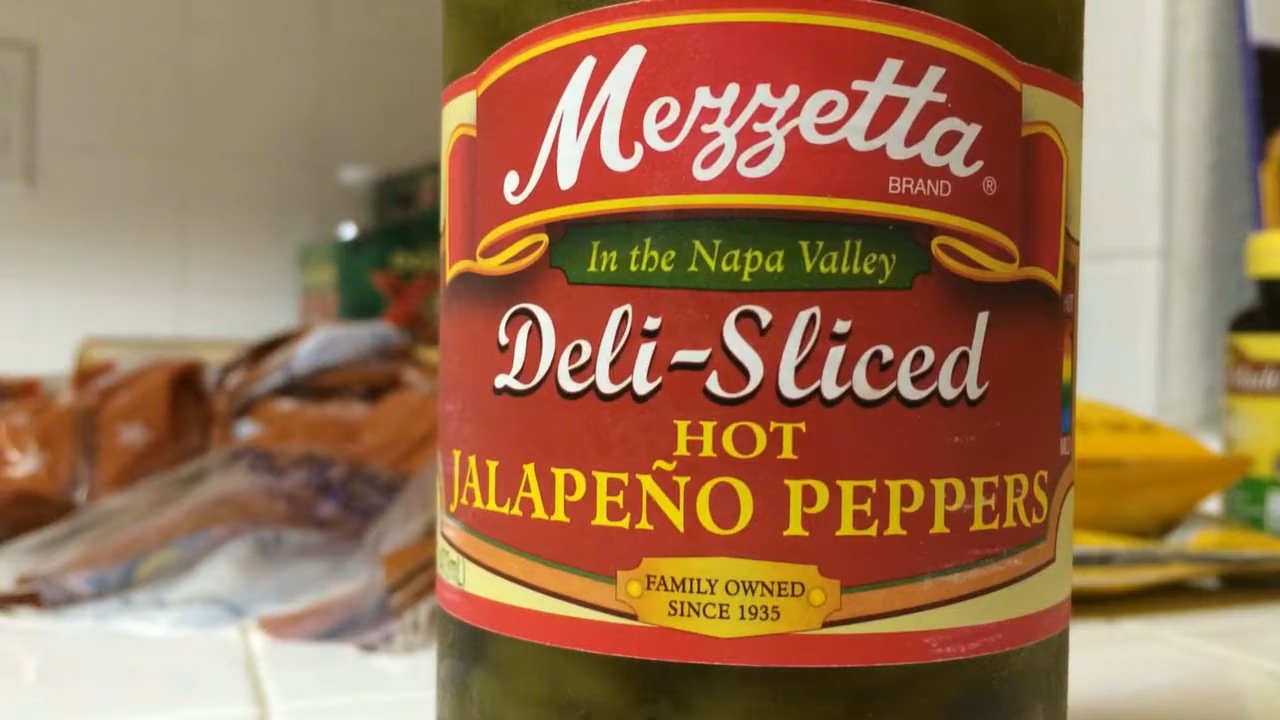 Mezzetta
BRAND ®
In the Napa Valley
Deli-Sliced
HOT
JALAPEÑO PEPPERS
FAMILY OWNED
SINCE 1935